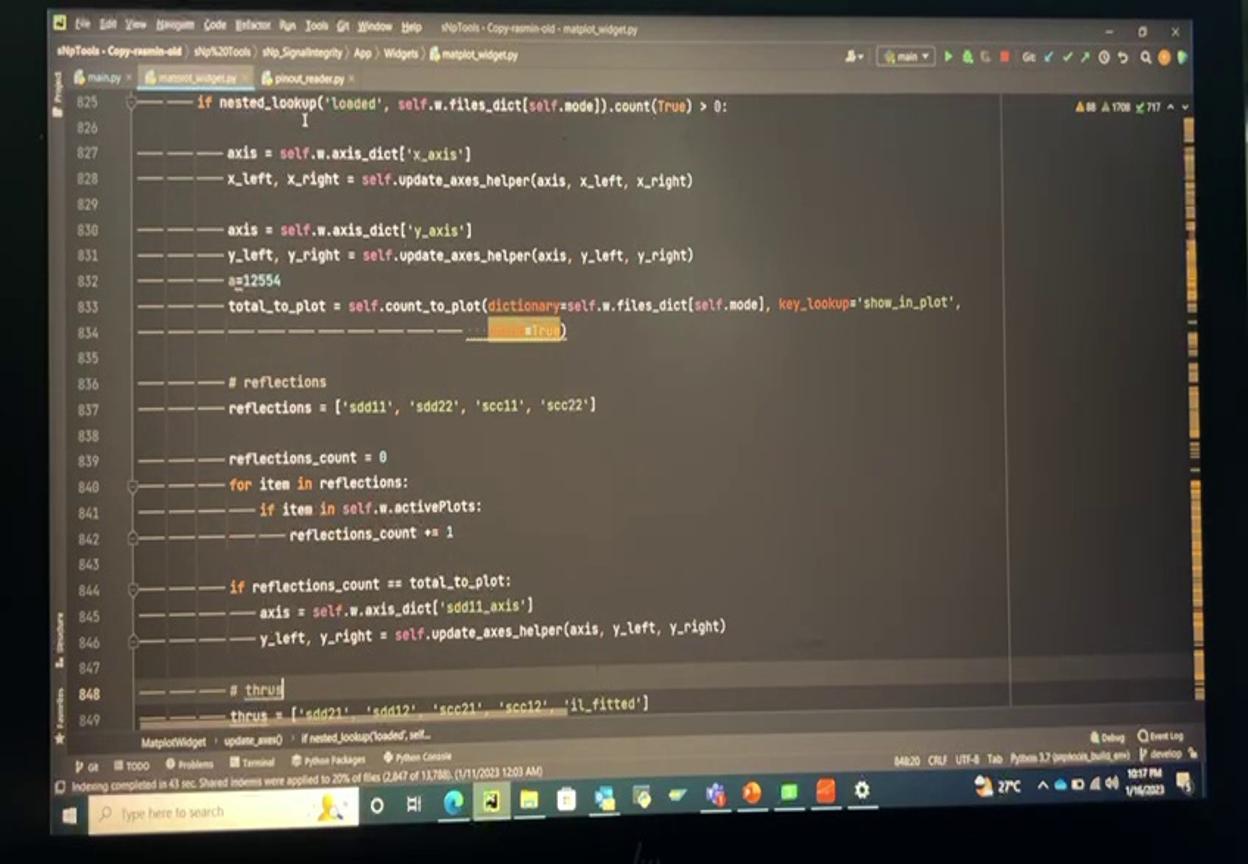 File Edit View Navigate Code Refactor Run Tools Git Window Help sNpTools - Copy-rasmin-old - matplot_widget.py
sNpTools - Copy-rasmin-old sNp%20Tools sNp_SignalIntegrity App Widgets matplot_widget.py main Git:
main.py matplot_widget.py pinout_reader.py
Project
825 if nested_lookup('loaded', self.w.files_dict[self.mode]).count(True) > 0: 88 1708 717
826
827 axis = self.w.axis_dict['x_axis']
828 x_left, x_right = self.update_axes_helper(axis, x_left, x_right)
829
830 axis = self.w.axis_dict['y_axis']
831 y_left, y_right = self.update_axes_helper(axis, y_left, y_right)
832 a=12554
833 total_to_plot = self.count_to_plot(dictionary=self.w.files_dict[self.mode], key_lookup='show_in_plot',
834 =True)
835
836 # reflections
837 reflections = ['sdd11', 'sdd22', 'scc11', 'scc22']
838
839 reflections_count = 0
840 for item in reflections:
841 if item in self.w.activePlots:
842 reflections_count += 1
843
844 if reflections_count == total_to_plot:
845 axis = self.w.axis_dict['sdd11_axis']
846 y_left, y_right = self.update_axes_helper(axis, y_left, y_right)
847
848 # thrus
849 thrus = ['sdd21', 'sdd12', 'scc21', 'scc12', 'il_fitted']
Structure
Favorites
MatplotWidget update_axes() if nested_lookup('loaded', self...
Git TODO Problems Terminal Python Packages Python Console Debug Event Log
Indexing completed in 43 sec. Shared indexes were applied to 20% of files (2,847 of 13,788). (1/11/2023 12:03 AM) 848:20 CRLF UTF-8 Tab Python 3.7 develop
Type here to search 27°C 10:17 PM
1/16/2023